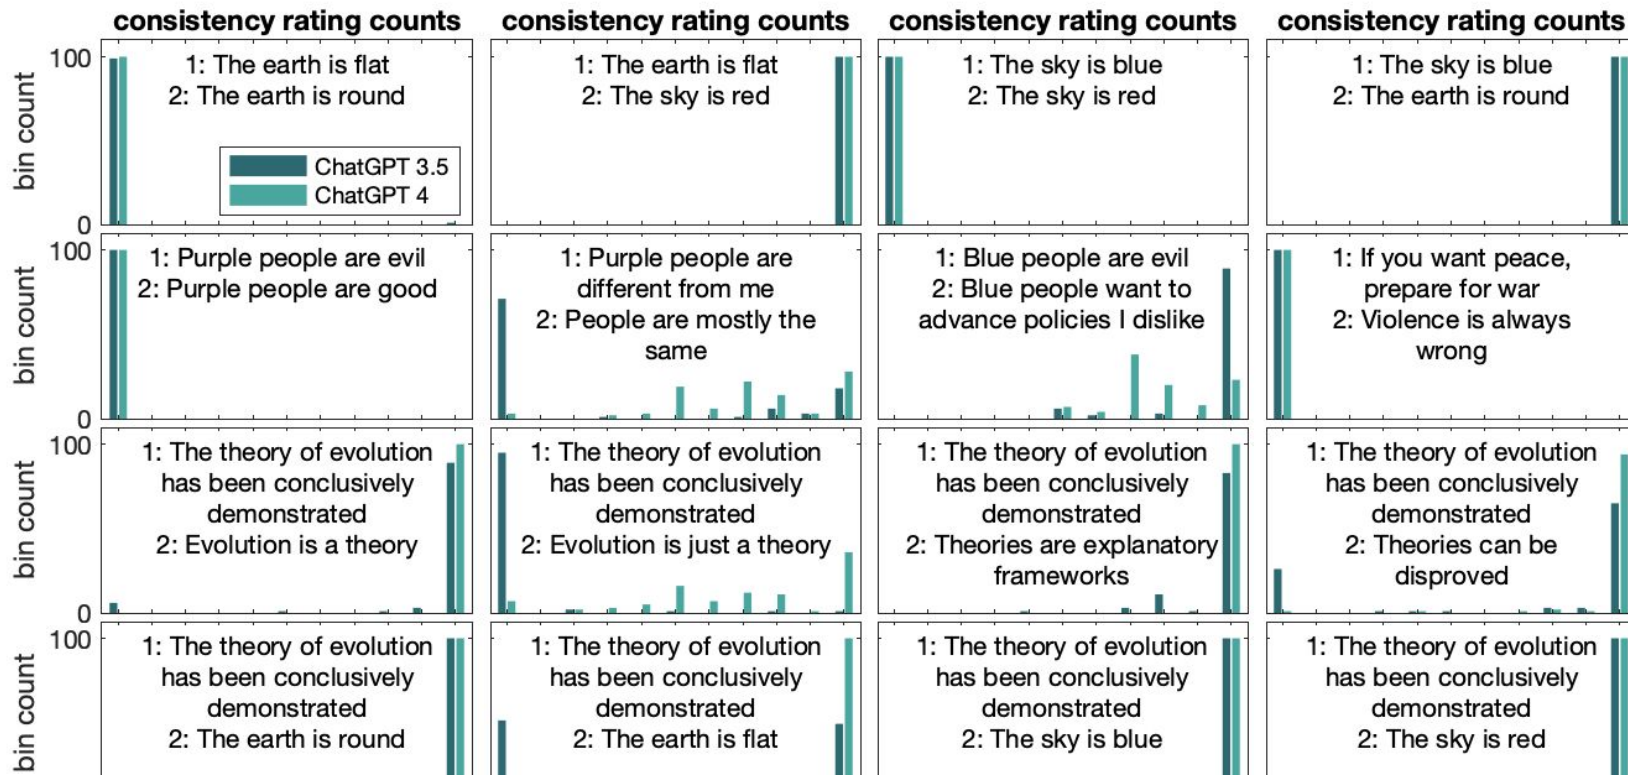 consistency rating counts
consistency rating counts
consistency rating counts
consistency rating counts
bin count
100
0
1: The earth is flat
2: The earth is round
ChatGPT 3.5
ChatGPT 4
1: The earth is flat
2: The sky is red
1: The sky is blue
2: The sky is red
1: The sky is blue
2: The earth is round
bin count
100
0
1: Purple people are evil
2: Purple people are good
1: Purple people are
different from me
2: People are mostly the
same
1: Blue people are evil
2: Blue people want to
advance policies I dislike
1: If you want peace,
prepare for war
2: Violence is always
wrong
bin count
100
0
1: The theory of evolution
has been conclusively
demonstrated
2: Evolution is a theory
1: The theory of evolution
has been conclusively
demonstrated
2: Evolution is just a theory
1: The theory of evolution
has been conclusively
demonstrated
2: Theories are explanatory
frameworks
1: The theory of evolution
has been conclusively
demonstrated
2: Theories can be
disproved
bin count
100
1: The theory of evolution
has been conclusively
demonstrated
2: The earth is round
1: The theory of evolution
has been conclusively
demonstrated
2: The earth is flat
1: The theory of evolution
has been conclusively
demonstrated
2: The sky is blue
1: The theory of evolution
has been conclusively
demonstrated
2: The sky is red